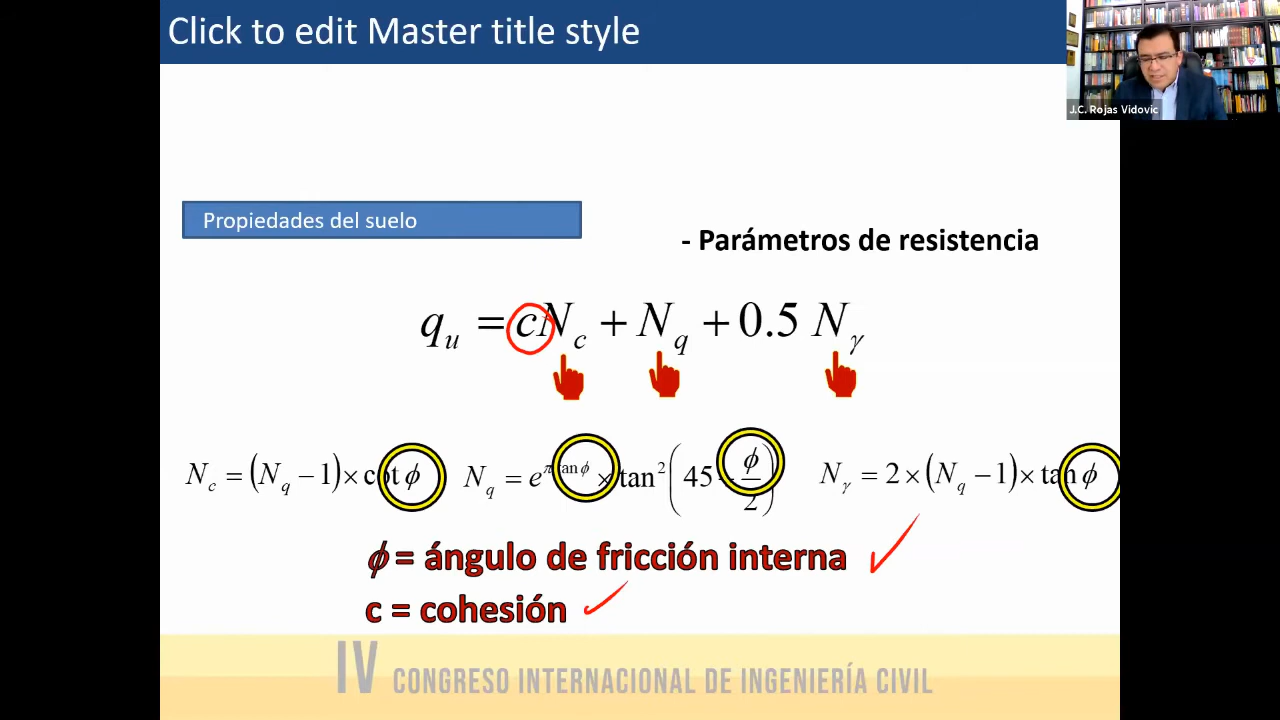 Click to edit Master title style
J.C. Rojas Vidovic
Propiedades del suelo
- Parámetros de resistencia
q_u = cN_c + N_q + 0.5 N_γ
N_c = (N_q − 1) × cot ϕ
N_q = e^{π tan ϕ} × tan² (45 + ϕ/2)
N_γ = 2 × (N_q − 1) × tan ϕ
ϕ = ángulo de fricción interna
c = cohesión
IV CONGRESO INTERNACIONAL DE INGENIERÍA CIVIL